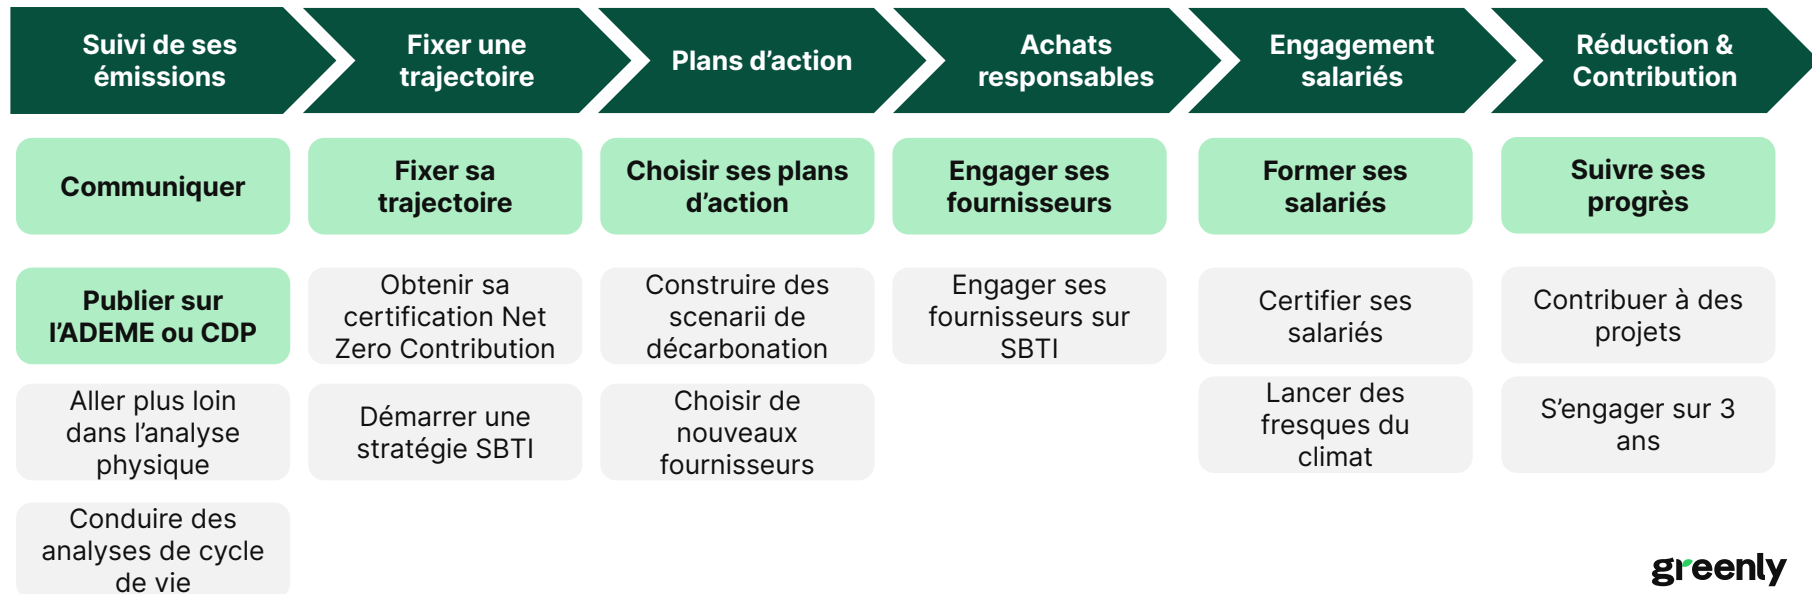 Suivi de ses
émissions
Fixer une
trajectoire
Plans d’action
Achats
responsables
Engagement
salariés
Réduction &
Contribution
Communiquer
Fixer sa
trajectoire
Choisir ses plans
d’action
Engager ses
fournisseurs
Former ses
salariés
Suivre ses
progrès
Publier sur
l’ADEME ou CDP
Obtenir sa
certification Net
Zero Contribution
Construire des
scenarii de
décarbonation
Engager ses
fournisseurs sur
SBTI
Certifier ses
salariés
Contribuer à des
projets
Aller plus loin
dans l’analyse
physique
Démarrer une
stratégie SBTI
Choisir de
nouveaux
fournisseurs
Lancer des
fresques du
climat
S’engager sur 3
ans
Conduire des
analyses de cycle
de vie
greenly